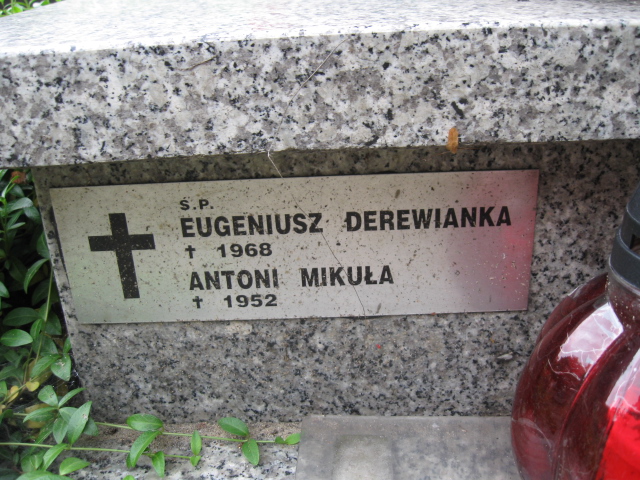 Ś.P.
EUGENIUSZ DEREWIANKA
† 1968
ANTONI MIKUŁA
† 1952